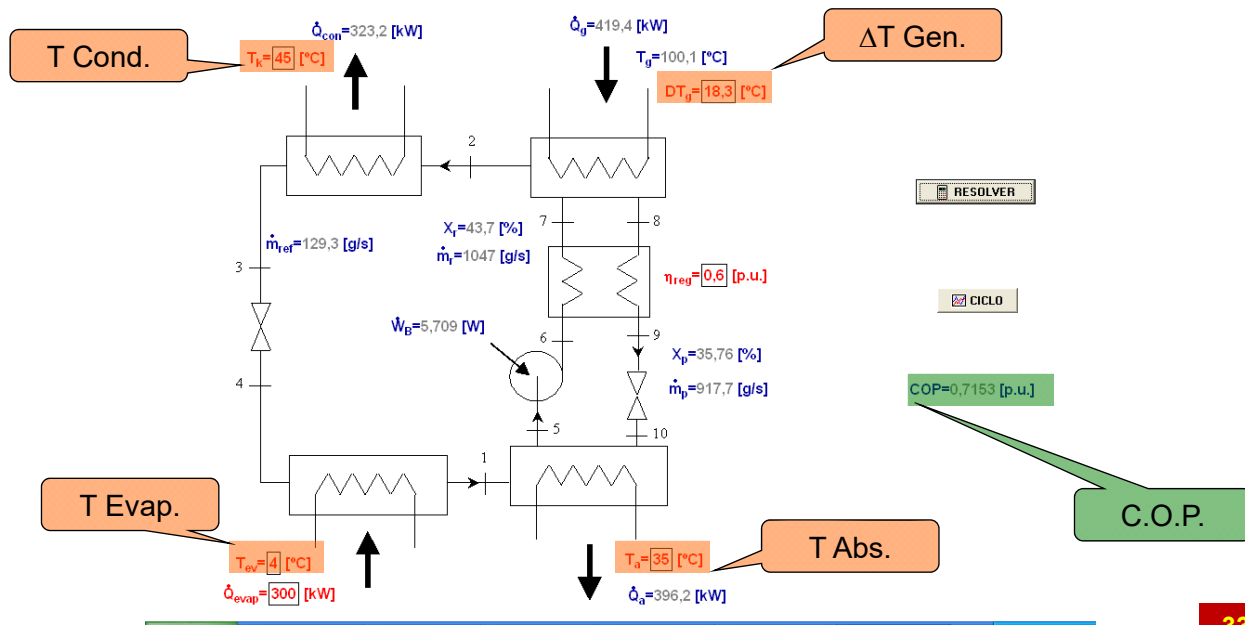 T Cond.
Q̇con=323,2 [kW]
Tk=45 [ºC]
Q̇g=419,4 [kW]
Tg=100,1 [ºC]
DTg=18,3 [ºC]
ΔT Gen.
2
RESOLVER
Xr=43,7 [%]
7
8
ṁref=129,3 [g/s]
ṁr=1047 [g/s]
3
ηreg=0,6 [p.u.]
CICLO
ẆB=5,709 [W]
6
9
Xp=35,76 [%]
4
ṁp=917,7 [g/s]
COP=0,7153 [p.u.]
5
10
1
T Evap.
C.O.P.
Tev=4 [ºC]
Ta=35 [ºC]
T Abs.
Q̇evap=300 [kW]
Q̇a=396,2 [kW]